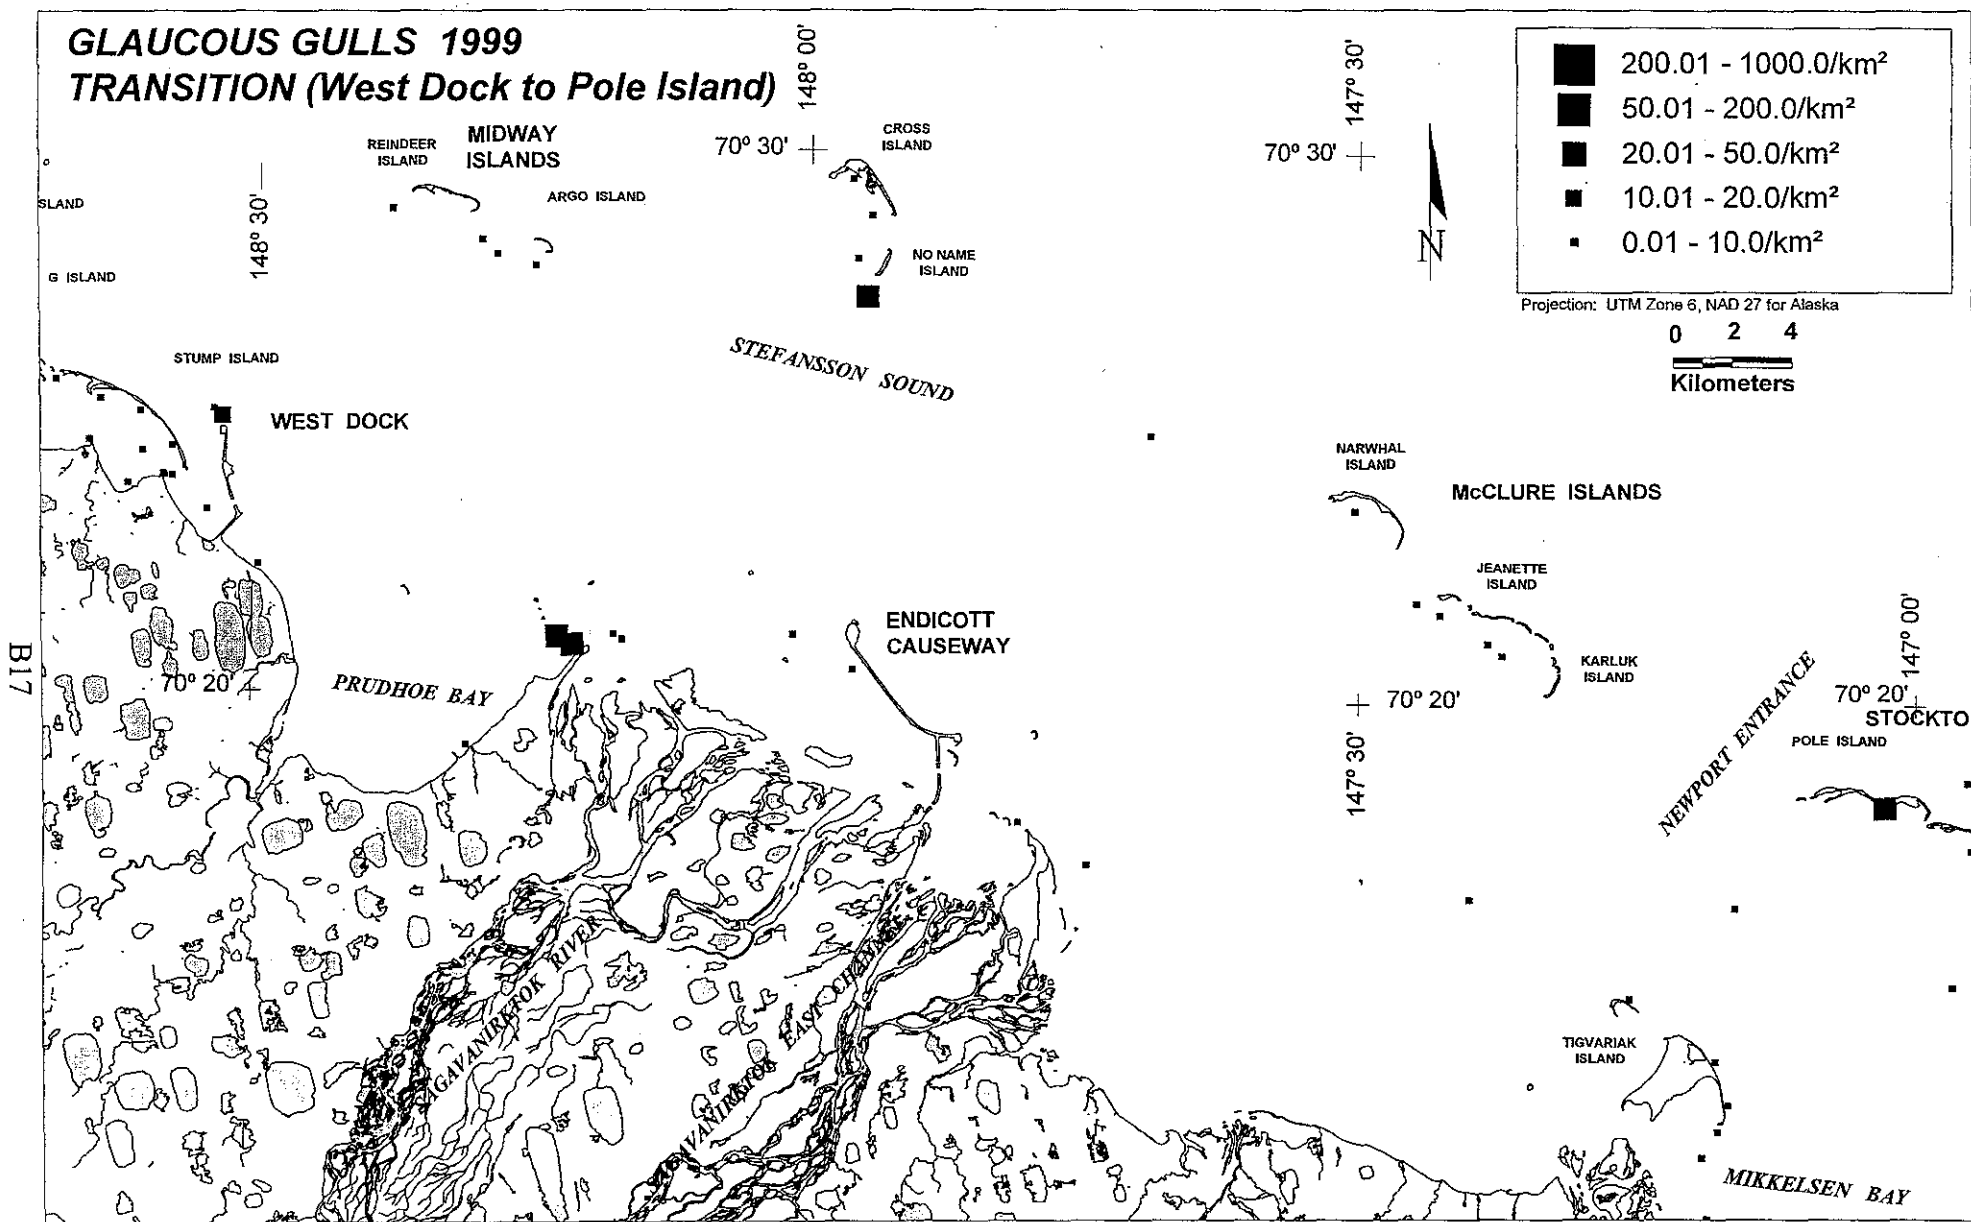 GLAUCOUS GULLS 1999
TRANSITION (West Dock to Pole Island)
148° 00'
147° 30'
200.01 - 1000.0/km²
50.01 - 200.0/km²
20.01 - 50.0/km²
10.01 - 20.0/km²
0.01 - 10.0/km²
Projection: UTM Zone 6, NAD 27 for Alaska
0 2 4
Kilometers
N
REINDEER
ISLAND
MIDWAY
ISLANDS
ARGO ISLAND
70° 30'
CROSS
ISLAND
70° 30'
SLAND
148° 30'
G ISLAND
NO NAME
ISLAND
STEFANSSON SOUND
STUMP ISLAND
WEST DOCK
NARWHAL
ISLAND
McCLURE ISLANDS
JEANETTE
ISLAND
ENDICOTT
CAUSEWAY
KARLUK
ISLAND
147° 00'
B17
70° 20'
PRUDHOE BAY
70° 20'
147° 30'
NEWPORT ENTRANCE
70° 20'
STOCKTO
POLE ISLAND
SAGAVANIRKTOK RIVER
SAGAVANIRKTOK EAST CHANNEL
TIGVARIAK
ISLAND
MIKKELSEN BAY